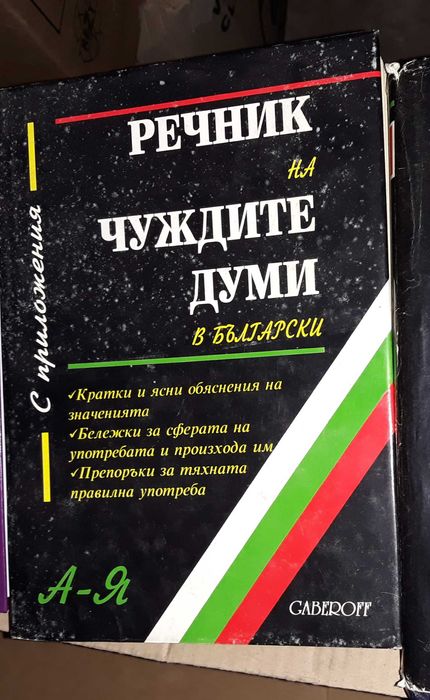 РЕЧНИК
НА
ЧУЖДИТЕ
ДУМИ
В БЪЛГАРСКИ
С приложения
✓Кратки и ясни обяснения на
значенията
✓Бележки за сферата на
употребата и произхода им
✓Препоръки за тяхната
правилна употреба
А-Я
GABEROFF